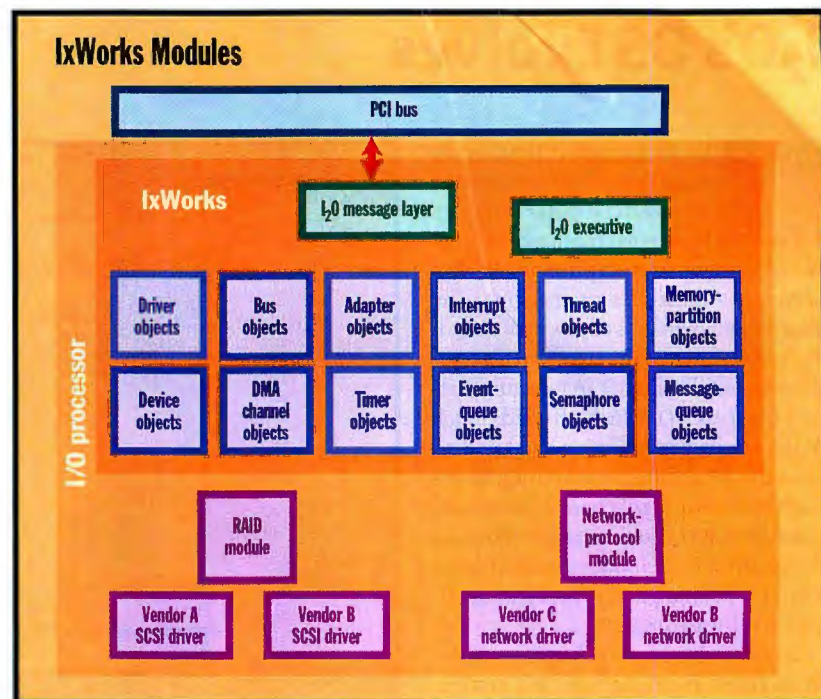 IxWorks Modules
PCI bus
IxWorks
I₂O message layer
I₂O executive
I/O processor
Driver
objects
Bus
objects
Adapter
objects
Interrupt
objects
Thread
objects
Memory-
partition
objects
Device
objects
DMA
channel
objects
Timer
objects
Event-
queue
objects
Semaphore
objects
Message-
queue
objects
RAID
module
Network-
protocol
module
Vendor A
SCSI driver
Vendor B
SCSI driver
Vendor C
network driver
Vendor B
network driver